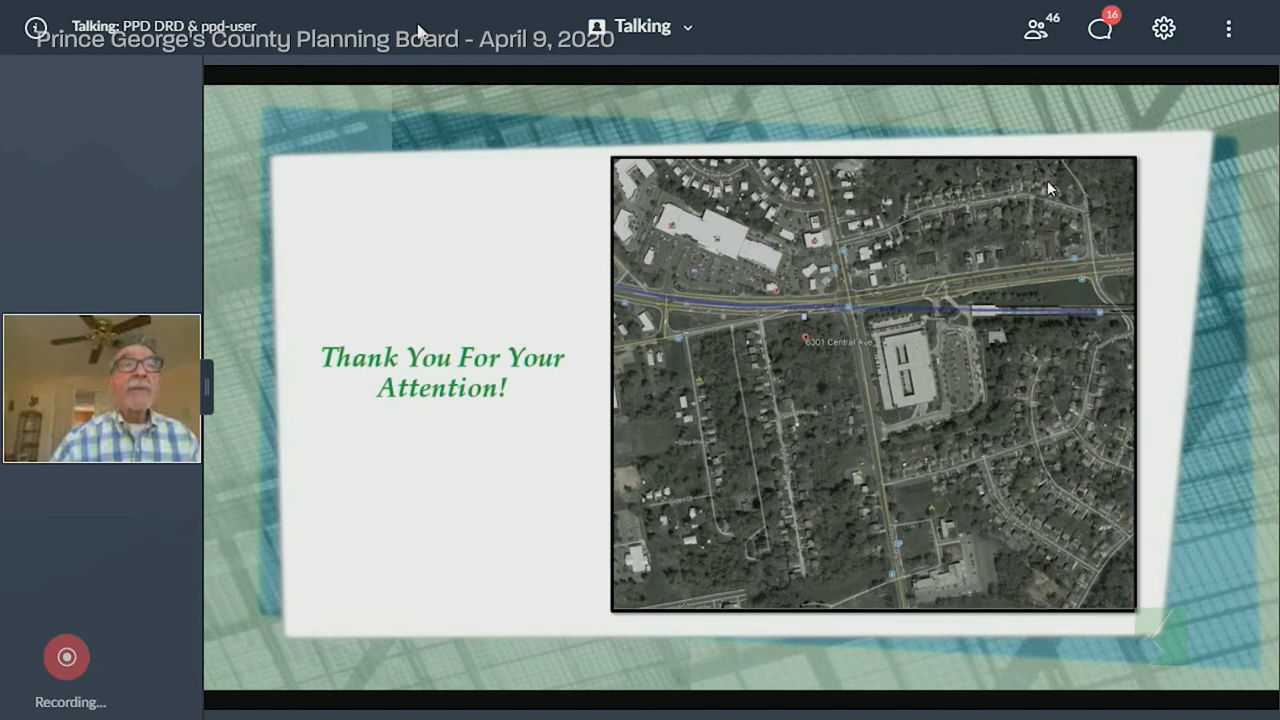 Talking: PPD DRD & ppd-user
Talking
46
16
Prince George's County Planning Board - April 9, 2020
Thank You For Your
Attention!
6301 Central Ave
Recording...